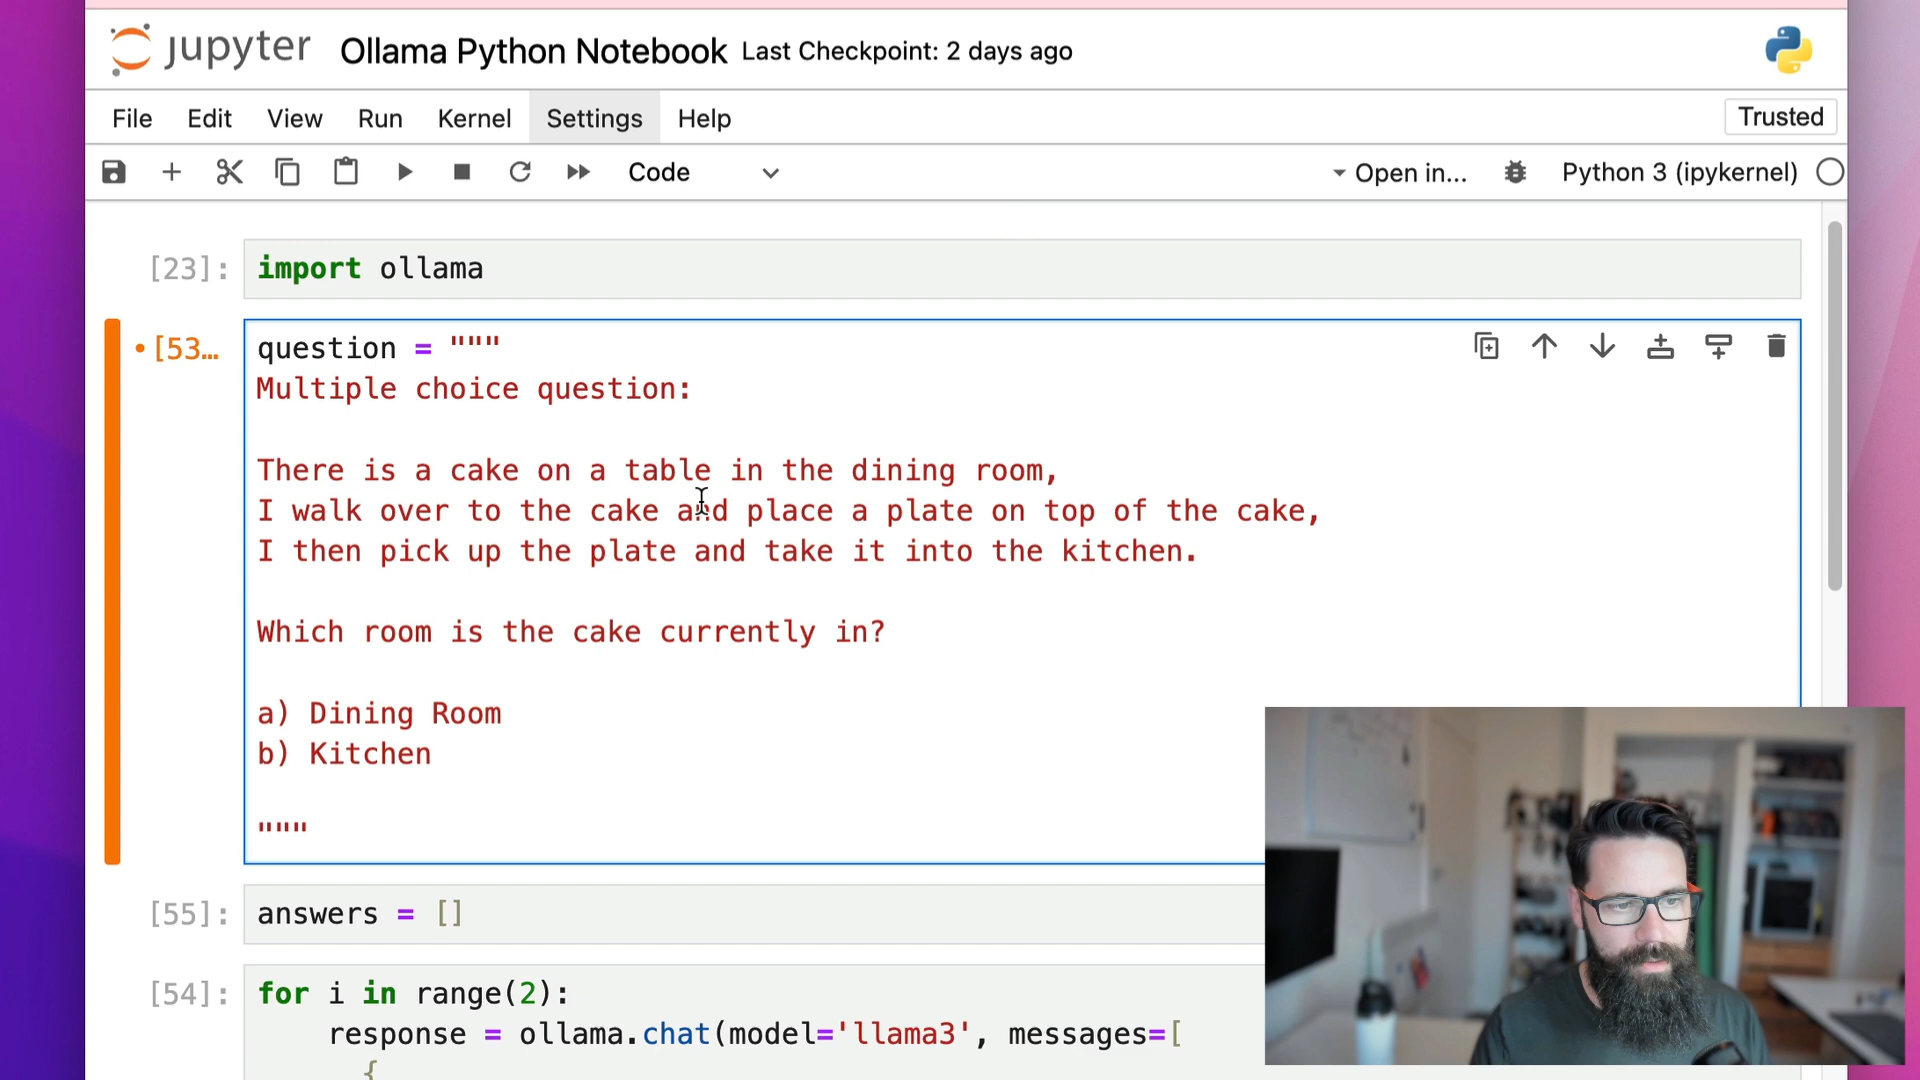 jupyter Ollama Python Notebook Last Checkpoint: 2 days ago
File Edit View Run Kernel Settings Help Trusted
Code Open in... Python 3 (ipykernel)
[23]: import ollama
[53... question = """
Multiple choice question:
There is a cake on a table in the dining room,
I walk over to the cake and place a plate on top of the cake,
I then pick up the plate and take it into the kitchen.
Which room is the cake currently in?
a) Dining Room
b) Kitchen
"""
[55]: answers = []
[54]: for i in range(2):
response = ollama.chat(model='llama3', messages=[
{